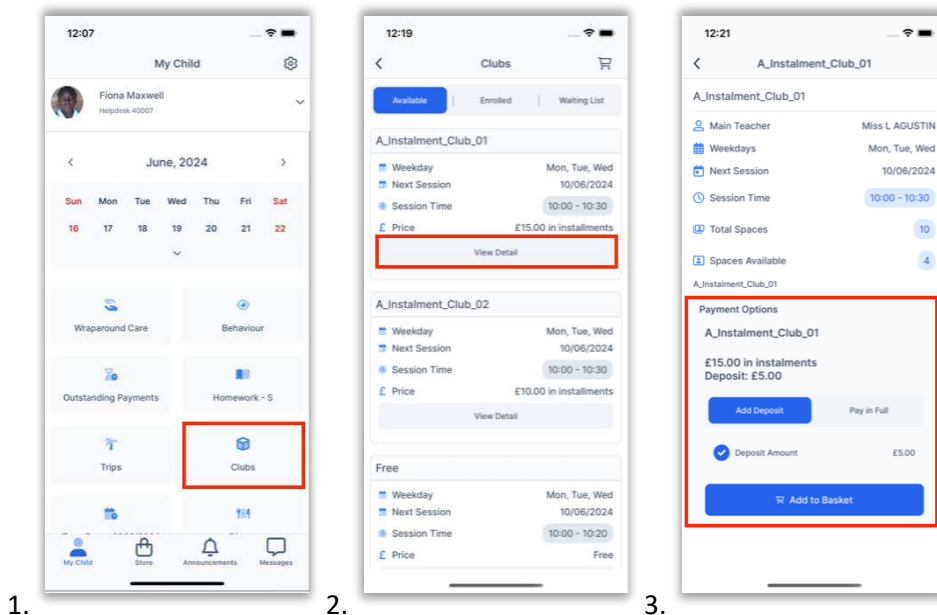 12:07
My Child
Fiona Maxwell
Helpdesk 40007
June, 2024
Sun Mon Tue Wed Thu Fri Sat
16 17 18 19 20 21 22
Wraparound Care Behaviour
Outstanding Payments Homework - S
Trips Clubs
My Child Store Announcements Messages
1.
12:19
Clubs
Available Enrolled Waiting List
A_Instalment_Club_01
Weekday Mon, Tue, Wed
Next Session 10/06/2024
Session Time 10:00 - 10:30
£ Price £15.00 in installments
View Detail
A_Instalment_Club_02
Weekday Mon, Tue, Wed
Next Session 10/06/2024
Session Time 10:00 - 10:30
£ Price £10.00 in installments
View Detail
Free
Weekday Mon, Tue, Wed
Next Session 10/06/2024
Session Time 10:00 - 10:20
£ Price Free
2.
12:21
A_Instalment_Club_01
A_Instalment_Club_01
Main Teacher Miss L AGUSTIN
Weekdays Mon, Tue, Wed
Next Session 10/06/2024
Session Time 10:00 - 10:30
Total Spaces 10
Spaces Available 4
A_Instalment_Club_01
Payment Options
A_Instalment_Club_01
£15.00 in instalments
Deposit: £5.00
Add Deposit Pay in Full
Deposit Amount £5.00
Add to Basket
3.